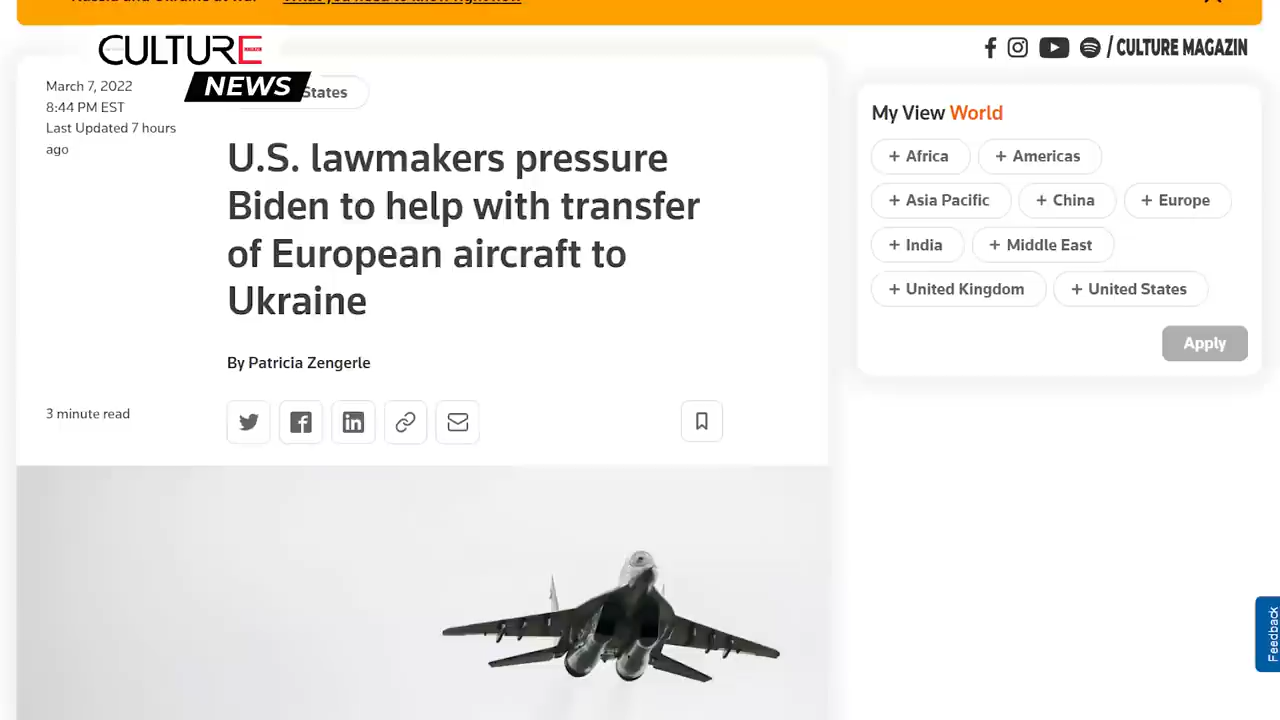 Russia and Ukraine at war What you need to know right now
CULTURE
NEWS
/ CULTURE MAGAZIN
March 7, 2022
8:44 PM EST
Last Updated 7 hours
ago
States
U.S. lawmakers pressure
Biden to help with transfer
of European aircraft to
Ukraine
By Patricia Zengerle
3 minute read
My View World
+ Africa
+ Americas
+ Asia Pacific
+ China
+ Europe
+ India
+ Middle East
+ United Kingdom
+ United States
Apply
Feedback